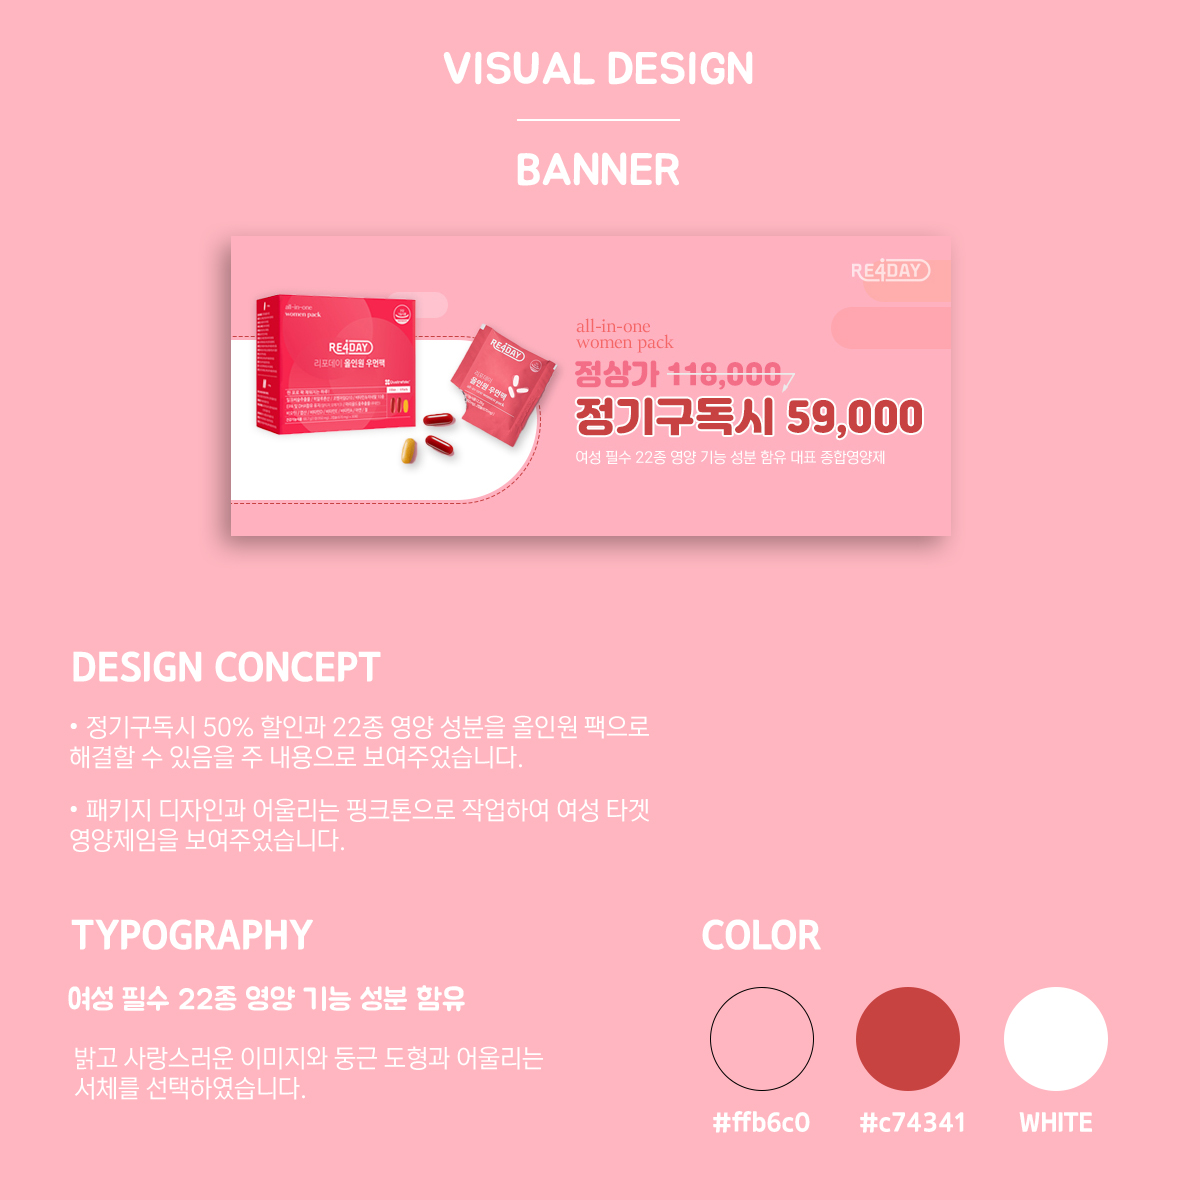 VISUAL DESIGN
BANNER
RE4DAY
all-in-one
women pack
RE4DAY
리포데이 올인원 우먼팩
RE4DAY
리포데이
올인원 우먼팩
all-in-one
women pack
정상가 118,000
정기구독시 59,000
여성 필수 22종 영양 기능 성분 함유 대표 종합영양제
DESIGN CONCEPT
• 정기구독시 50% 할인과 22종 영양 성분을 올인원 팩으로
해결할 수 있음을 주 내용으로 보여주었습니다.
• 패키지 디자인과 어울리는 핑크톤으로 작업하여 여성 타겟
영양제임을 보여주었습니다.
TYPOGRAPHY
여성 필수 22종 영양 기능 성분 함유
밝고 사랑스러운 이미지와 둥근 도형과 어울리는
서체를 선택하였습니다.
COLOR
#ffb6c0
#c74341
WHITE